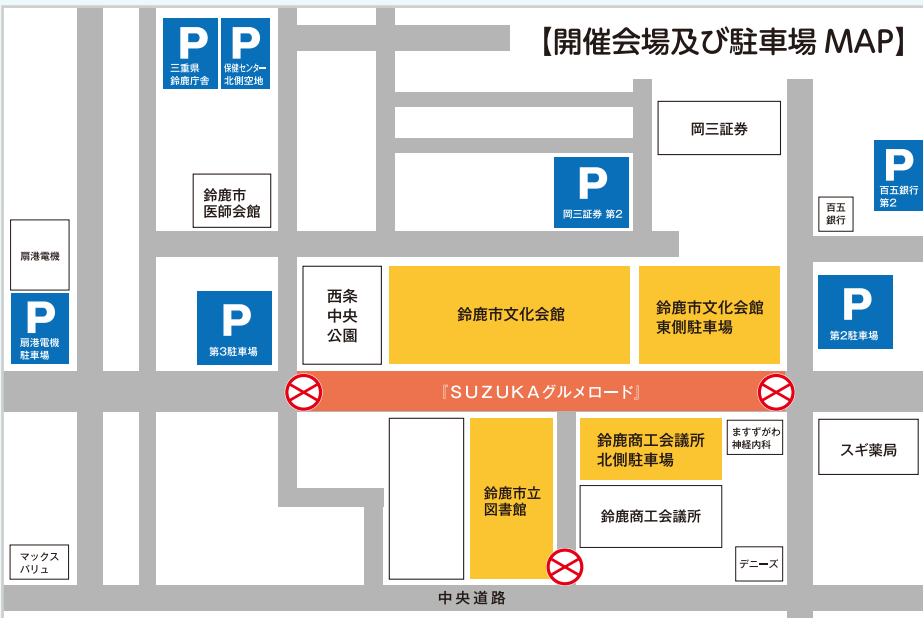 【開催会場及び駐車場 MAP】
P
三重県
鈴鹿庁舎
P
保健センター
北側空地
岡三証券
P
百五銀行
第2
P
岡三証券 第2
鈴鹿市
医師会館
百五
銀行
扇港電機
P
扇港電機
駐車場
P
第3駐車場
西条
中央
公園
鈴鹿市文化会館
鈴鹿市文化会館
東側駐車場
P
第2駐車場
『SUZUKAグルメロード』
鈴鹿商工会議所
北側駐車場
ますずがわ
神経内科
スギ薬局
鈴鹿市立
図書館
鈴鹿商工会議所
マックス
バリュ
デニーズ
中央道路